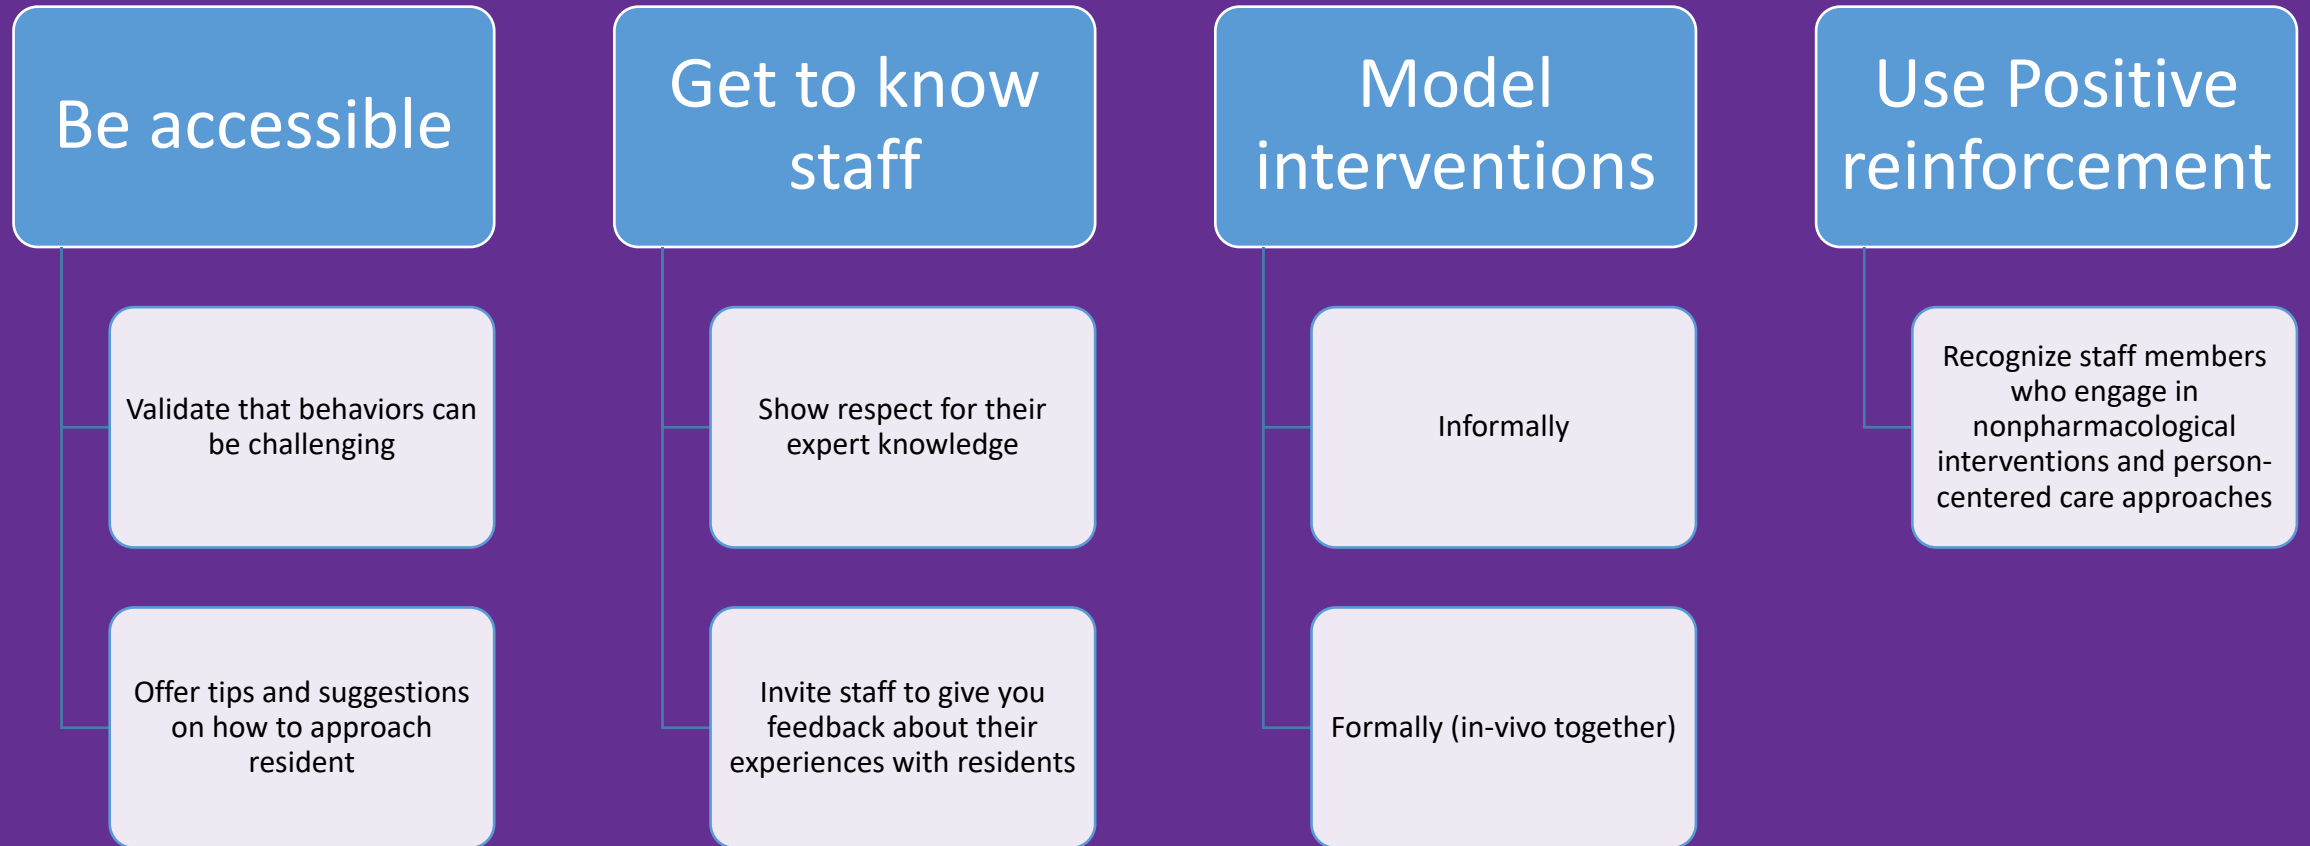 Be accessible
Validate that behaviors can
be challenging
Offer tips and suggestions
on how to approach
resident
Get to know
staff
Show respect for their
expert knowledge
Invite staff to give you
feedback about their
experiences with residents
Model
interventions
Informally
Formally (in-vivo together)
Use Positive
reinforcement
Recognize staff members
who engage in
nonpharmacological
interventions and person-
centered care approaches